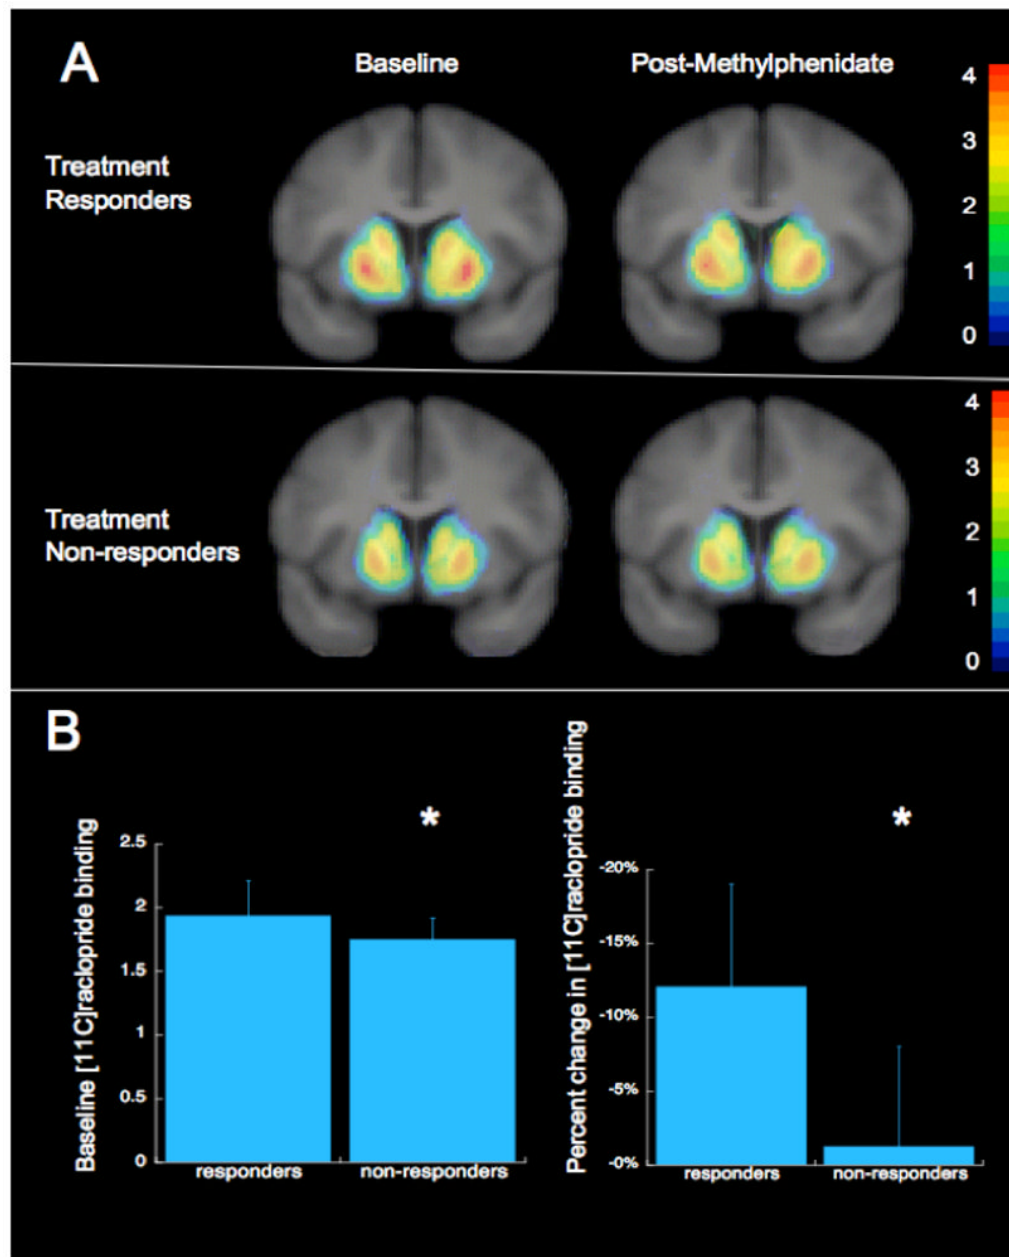 A
Baseline
Post-Methylphenidate
Treatment
Responders
4
3
2
1
0
Treatment
Non-responders
4
3
2
1
0
B
Baseline [11C]raclopride binding
2.5
2
1.5
1
0.5
0
*
responders
non-responders
Percent change in [11C]raclopride binding
-20%
-15%
-10%
-5%
-0%
*
responders
non-responders